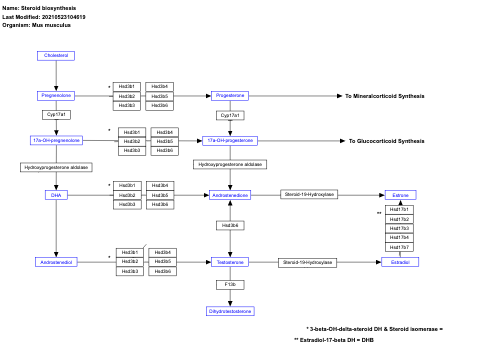 Name: Steroid biosynthesis
Last Modified: 20210523104619
Organism: Mus musculus
Cholesterol
Pregnenolone
* Hsd3b1 Hsd3b4
Hsd3b2 Hsd3b5
Hsd3b3 Hsd3b6
Progesterone
To Mineralcorticoid Synthesis
Cyp17a1
Cyp17a1
17a-OH-pregnenolone
* Hsd3b1 Hsd3b4
Hsd3b2 Hsd3b5
Hsd3b3 Hsd3b6
17a-OH-progesterone
To Glucocorticoid Synthesis
Hydroxyprogesterone aldolase
Hydroxyprogesterone aldolase
DHA
* Hsd3b1 Hsd3b4
Hsd3b2 Hsd3b5
Hsd3b3 Hsd3b6
Androstenedione
Steroid-19-Hydroxylase
Estrone
** Hsd17b1
Hsd17b2
Hsd17b3
Hsd17b4
Hsd17b7
Hsd3b6
Androstenediol
* Hsd3b1 Hsd3b4
Hsd3b2 Hsd3b5
Hsd3b3 Hsd3b6
Testosterone
Steroid-19-Hydroxylase
Estradiol
F13b
Dihydrotestosterone
* 3-beta-OH-delta-steroid DH & Steroid isomerase =
** Estradiol-17-beta DH = DHB